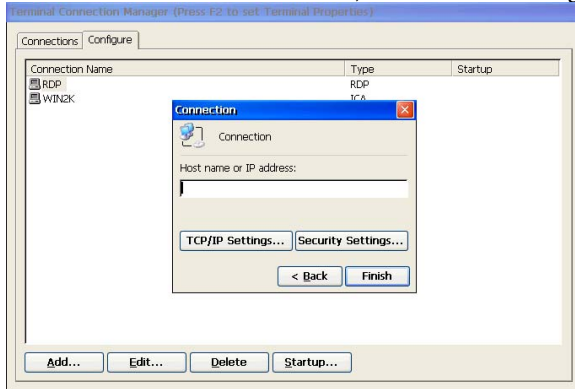 Terminal Connection Manager (Press F2 to set Terminal Properties)
Connections Configure
Connection Name Type Startup
RDP RDP
WIN2K ICA
Connection
Connection
Host name or IP address:
TCP/IP Settings... Security Settings...
< Back Finish
Add... Edit... Delete Startup...